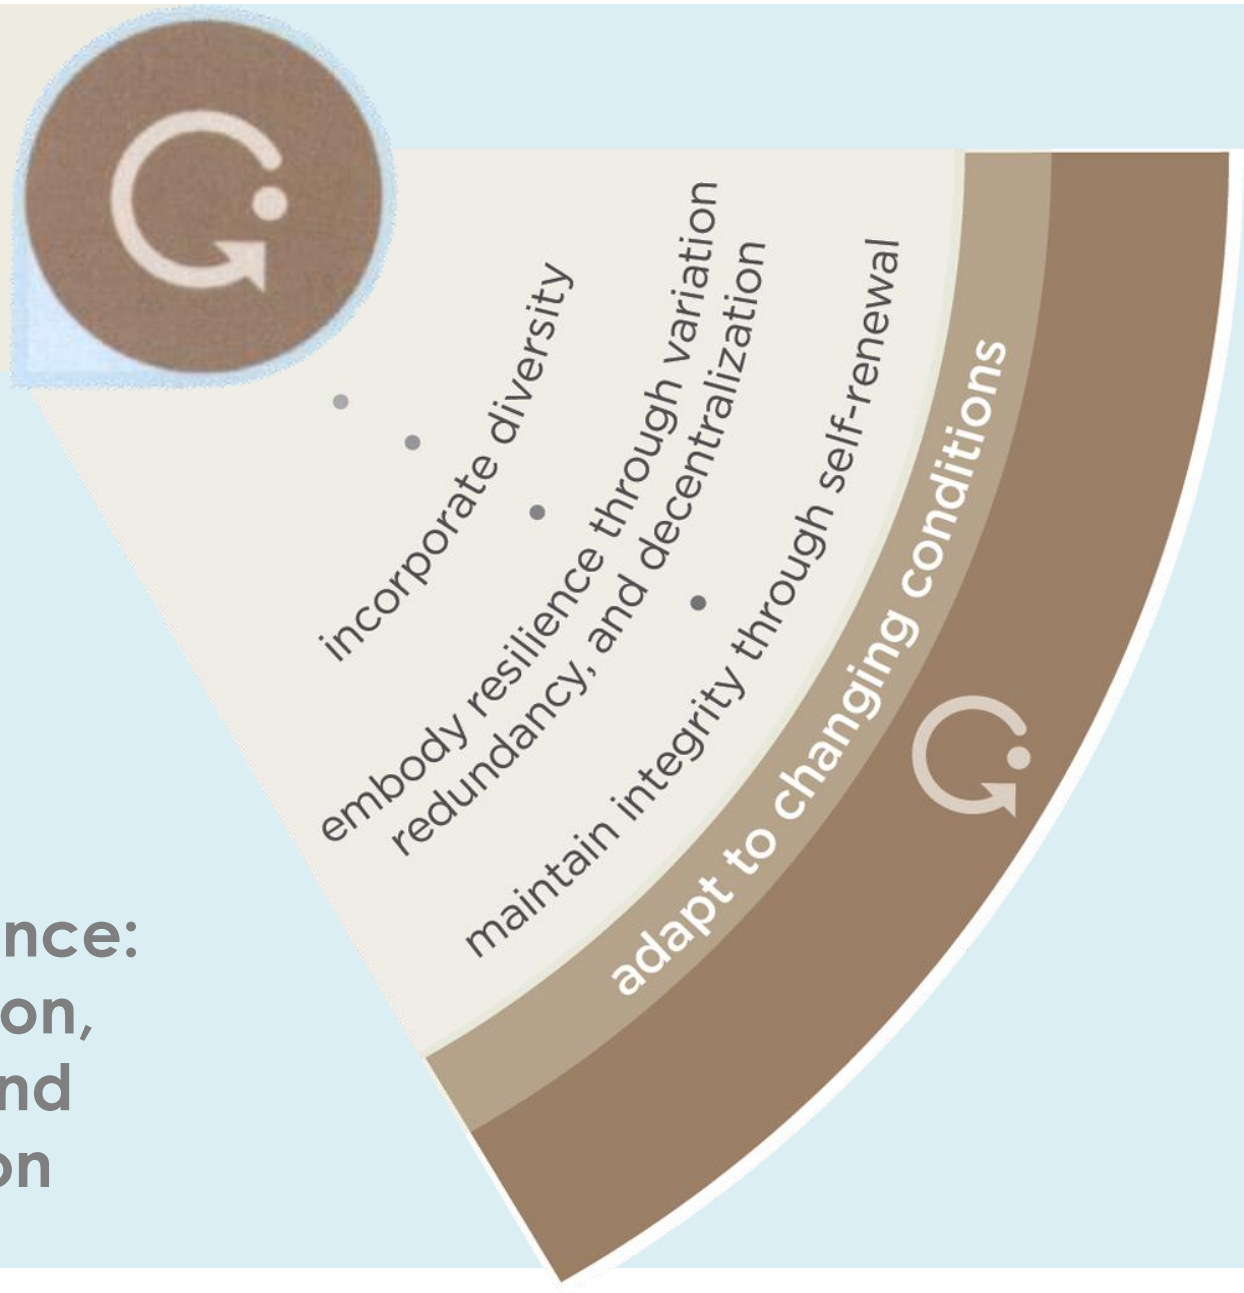 incorporate diversity
embody resilience through variation
redundancy, and decentralization
maintain integrity through self-renewal
adapt to changing conditions
nce:
on,
nd
on